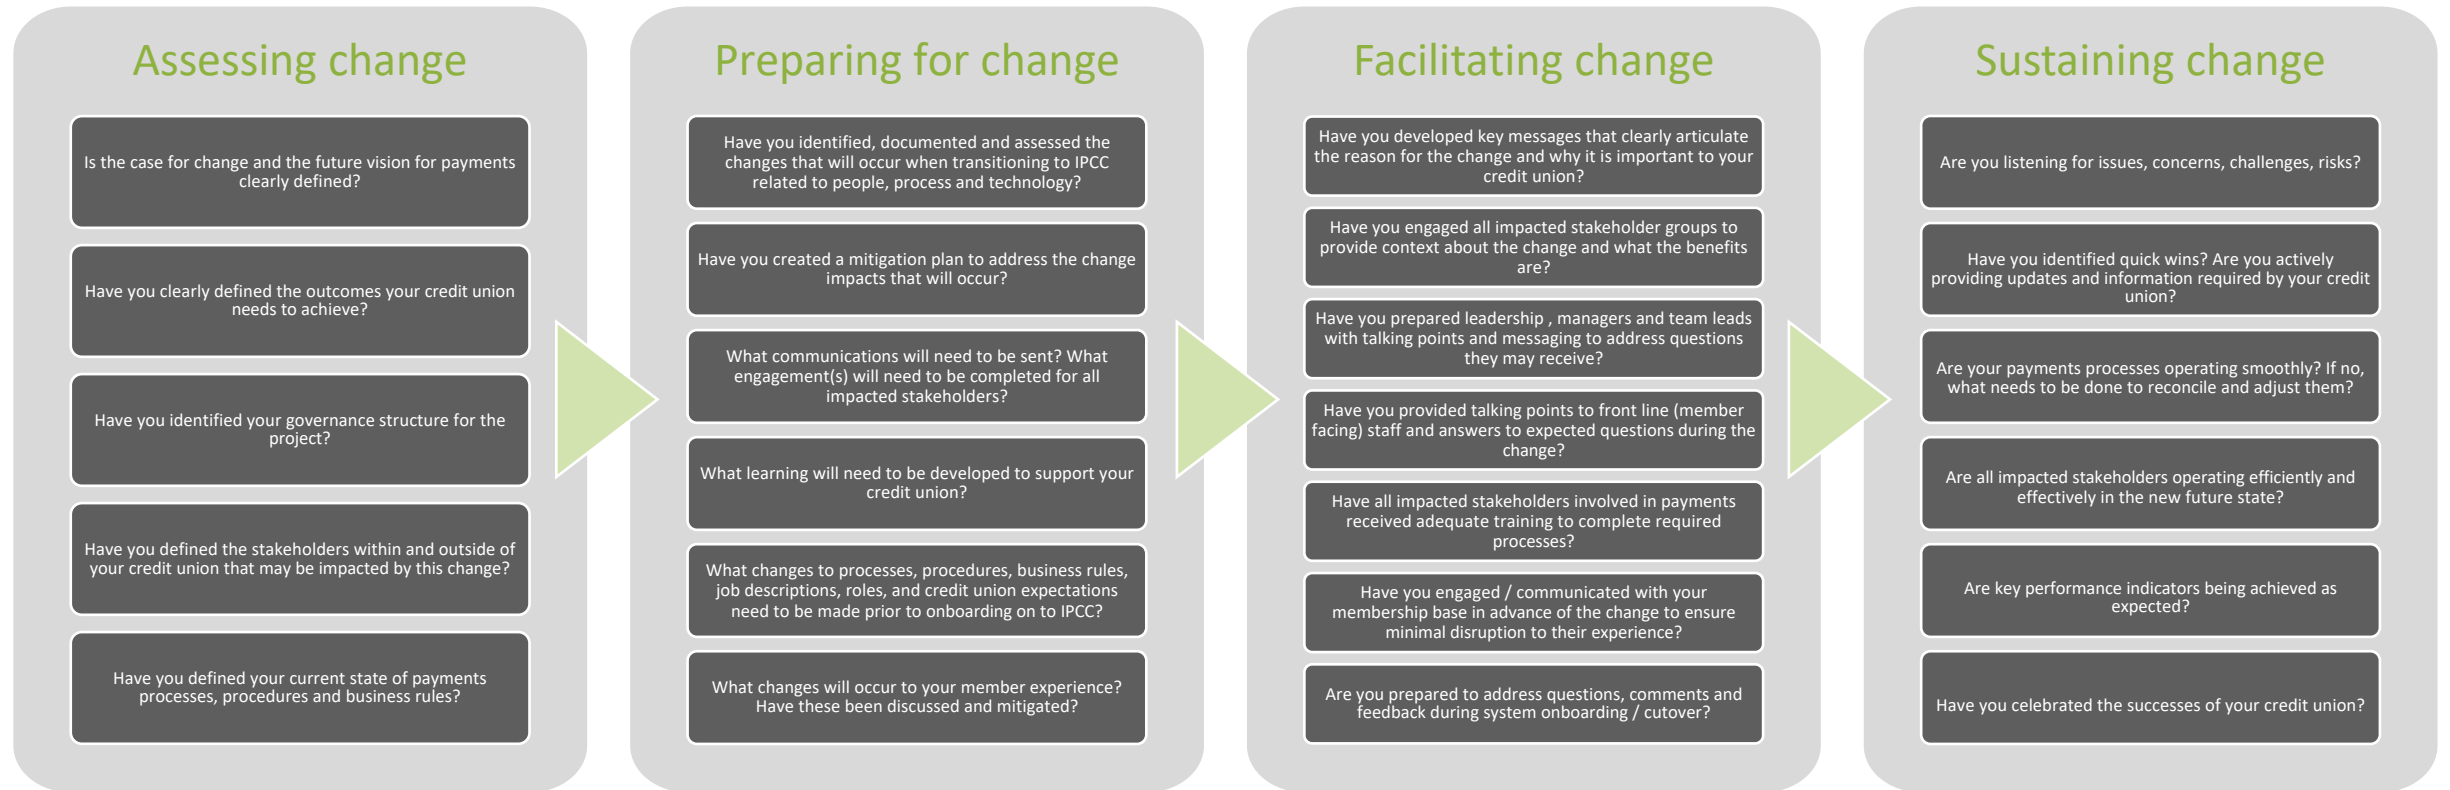 Assessing change
Is the case for change and the future vision for payments
clearly defined?
Have you clearly defined the outcomes your credit union
needs to achieve?
Have you identified your governance structure for the
project?
Have you defined the stakeholders within and outside of
your credit union that may be impacted by this change?
Have you defined your current state of payments
processes, procedures and business rules?
Preparing for change
Have you identified, documented and assessed the
changes that will occur when transitioning to IPCC
related to people, process and technology?
Have you created a mitigation plan to address the change
impacts that will occur?
What communications will need to be sent? What
engagement(s) will need to be completed for all
impacted stakeholders?
What learning will need to be developed to support your
credit union?
What changes to processes, procedures, business rules,
job descriptions, roles, and credit union expectations
need to be made prior to onboarding on to IPCC?
What changes will occur to your member experience?
Have these been discussed and mitigated?
Facilitating change
Have you developed key messages that clearly articulate
the reason for the change and why it is important to your
credit union?
Have you engaged all impacted stakeholder groups to
provide context about the change and what the benefits
are?
Have you prepared leadership , managers and team leads
with talking points and messaging to address questions
they may receive?
Have you provided talking points to front line (member
facing) staff and answers to expected questions during the
change?
Have all impacted stakeholders involved in payments
received adequate training to complete required
processes?
Have you engaged / communicated with your
membership base in advance of the change to ensure
minimal disruption to their experience?
Are you prepared to address questions, comments and
feedback during system onboarding / cutover?
Sustaining change
Are you listening for issues, concerns, challenges, risks?
Have you identified quick wins? Are you actively
providing updates and information required by your credit
union?
Are your payments processes operating smoothly? If no,
what needs to be done to reconcile and adjust them?
Are all impacted stakeholders operating efficiently and
effectively in the new future state?
Are key performance indicators being achieved as
expected?
Have you celebrated the successes of your credit union?